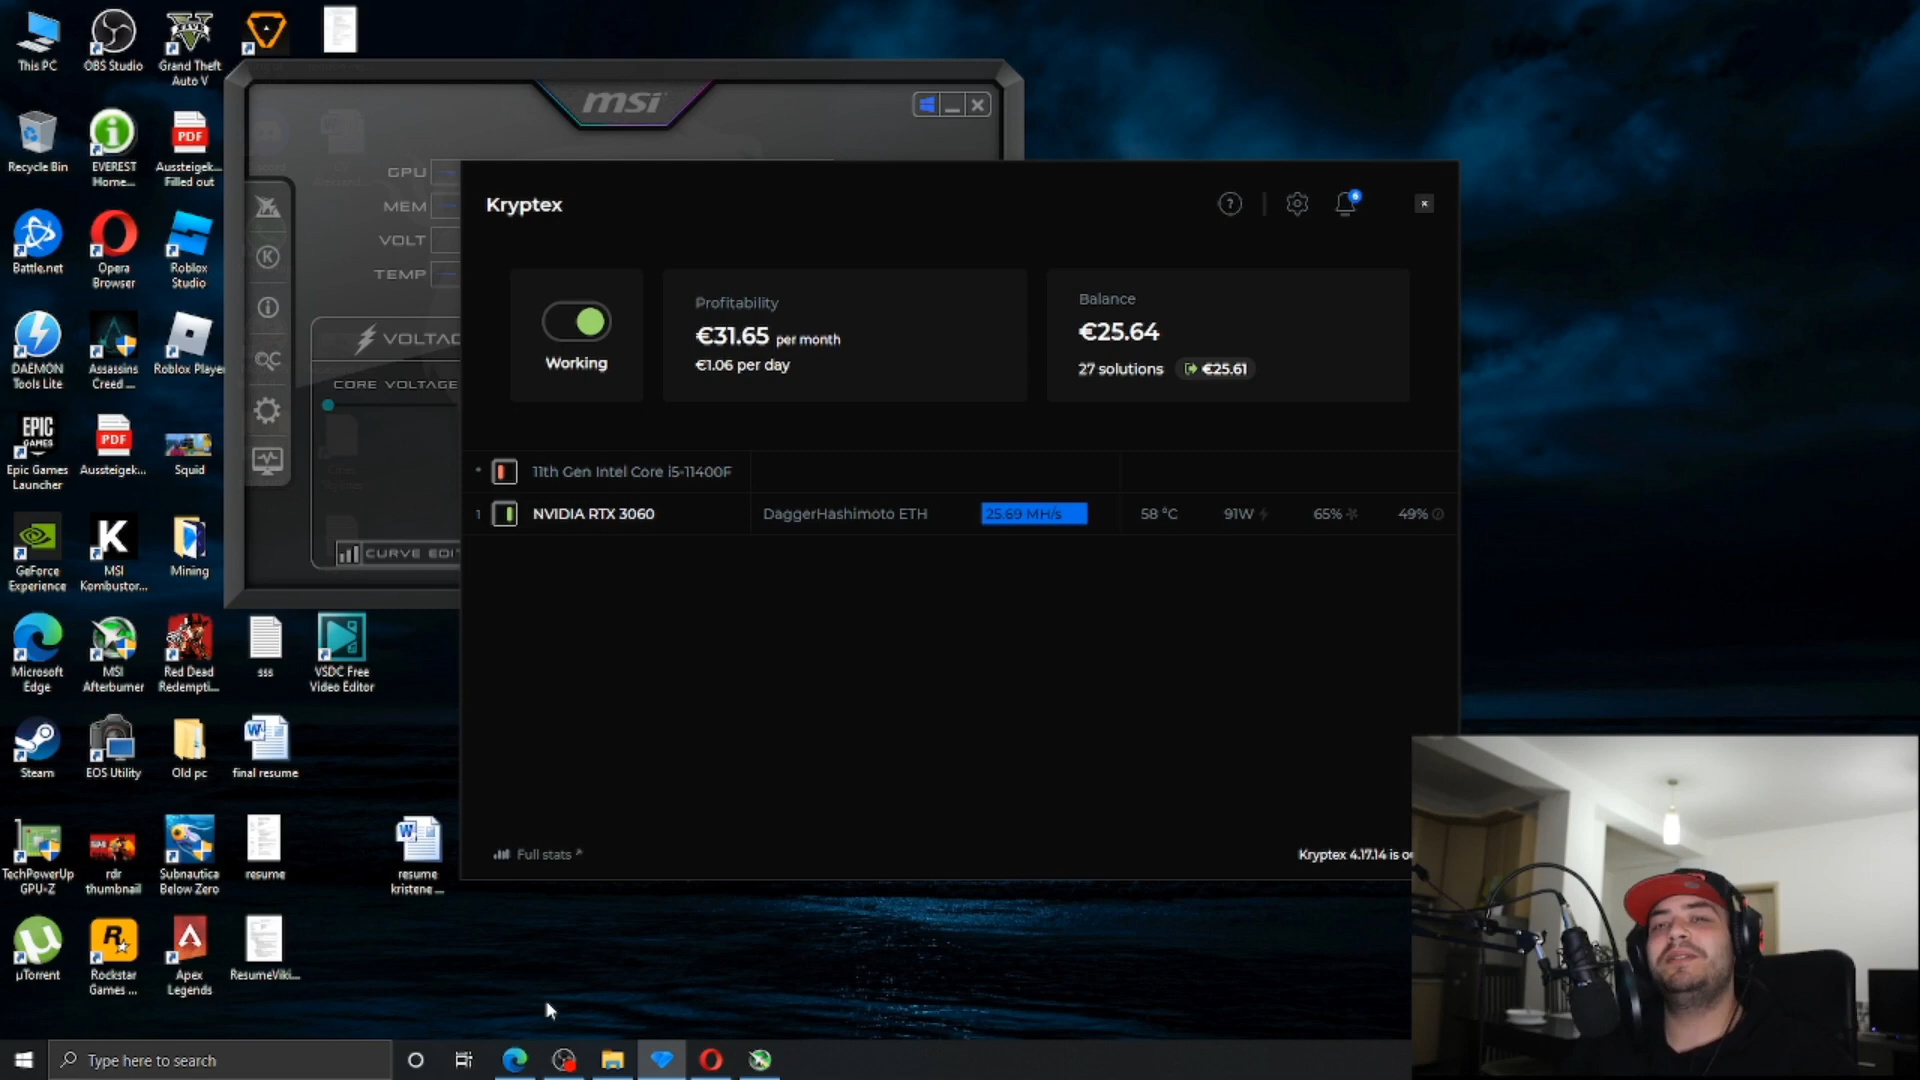 This PC
OBS Studio
Grand Theft
Auto V
Recycle Bin
EVEREST
Home...
PDF
Aussteigek...
Filled out
Battle.net
Opera
Browser
Roblox
Studio
DAEMON
Tools Lite
Assassins
Creed ...
Roblox Player
EPIC
GAMES
Epic Games
Launcher
PDF
Aussteigek...
Squid
GeForce
Experience
K
MSI
Kombustor...
Mining
Microsoft
Edge
MSI
Afterburner
Red Dead
Redempti...
sss
VSDC Free
Video Editor
Steam
EOS Utility
Old pc
final resume
TechPowerUp
GPU-Z
rdr
thumbnail
Subnautica
Below Zero
resume
resume
kristene ...
µTorrent
Rockstar
Games ...
Apex
Legends
ResumeViki...
msi
GPU
MEM
VOLT
TEMP
K
OC
VOLTAG
CORE VOLTAGE
CURVE EDI
Kryptex
?
Working
Profitability
€31.65 per month
€1.06 per day
Balance
€25.64
27 solutions €25.61
* 11th Gen Intel Core i5-11400F
1 NVIDIA RTX 3060 DaggerHashimoto ETH 25.69 MH/s 58 °C 91W 65% 49%
Full stats
Kryptex 4.17.14 is
Type here to search